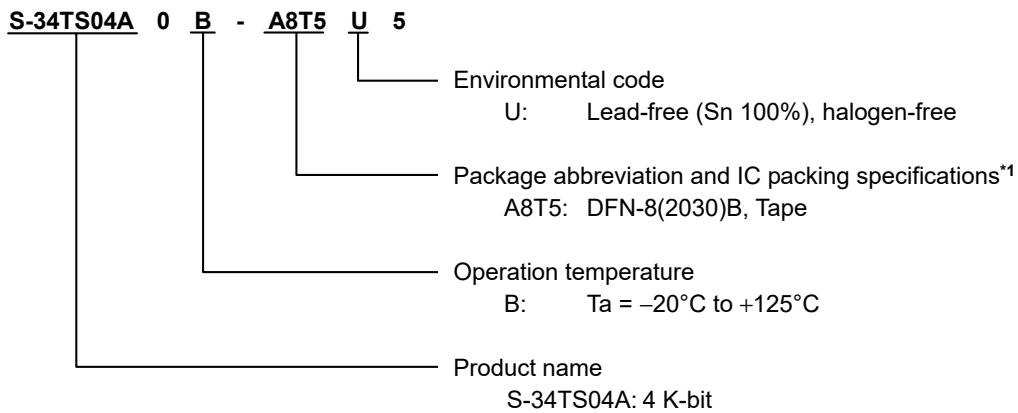 S-34TS04A 0 B - A8T5 U 5
Environmental code
U: Lead-free (Sn 100%), halogen-free
Package abbreviation and IC packing specifications*1
A8T5: DFN-8(2030)B, Tape
Operation temperature
B: Ta = −20°C to +125°C
Product name
S-34TS04A: 4 K-bit